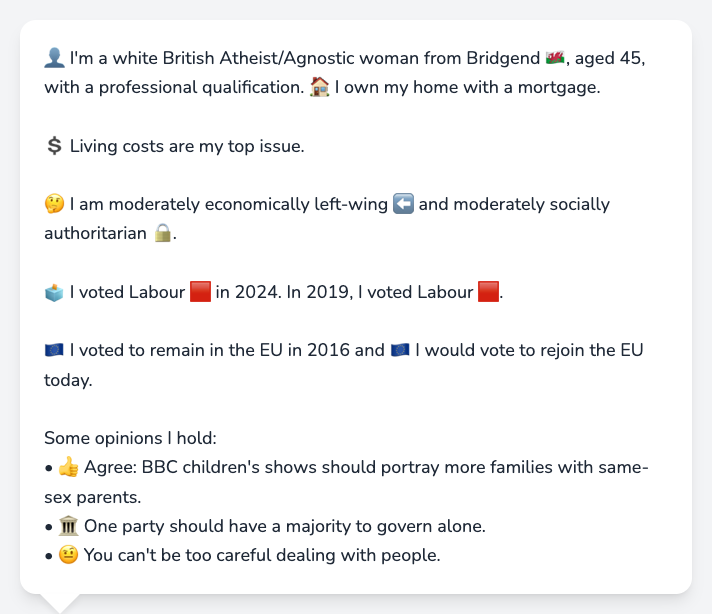 👤 I'm a white British Atheist/Agnostic woman from Bridgend 🏴󠁧󠁢󠁷󠁬󠁳󠁿, aged 45,
with a professional qualification. 🏠 I own my home with a mortgage.
💲 Living costs are my top issue.
🤔 I am moderately economically left-wing ⬅️ and moderately socially
authoritarian 🔒.
🗳️ I voted Labour 🟥 in 2024. In 2019, I voted Labour 🟥.
🇪🇺 I voted to remain in the EU in 2016 and 🇪🇺 I would vote to rejoin the EU
today.
Some opinions I hold:
• 👍 Agree: BBC children's shows should portray more families with same-
sex parents.
• 🏛️ One party should have a majority to govern alone.
• 🤨 You can't be too careful dealing with people.